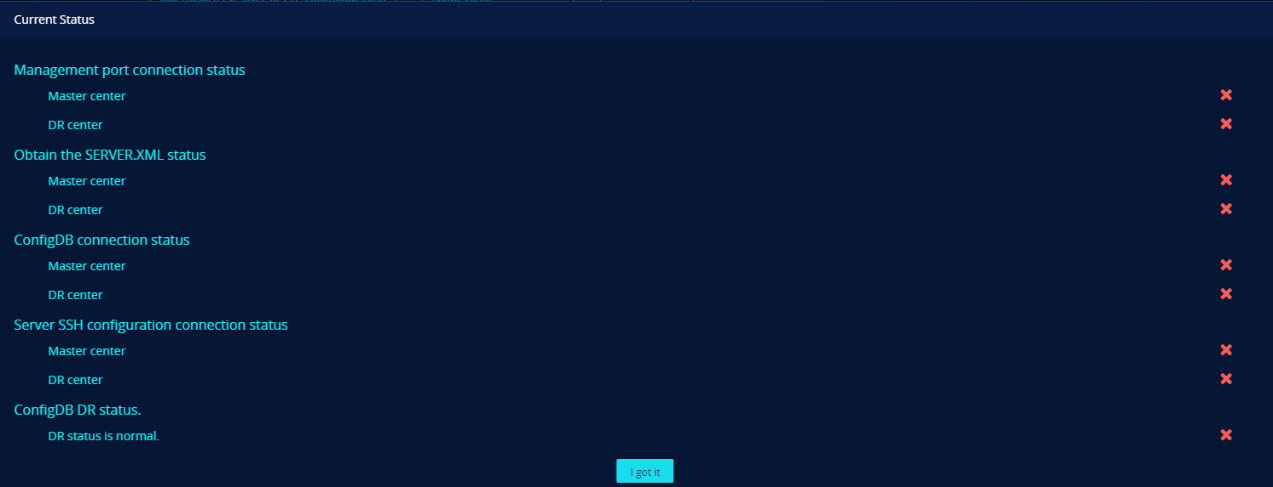 Current Status
Management port connection status
Master center
DR center
Obtain the SERVER.XML status
Master center
DR center
ConfigDB connection status
Master center
DR center
Server SSH configuration connection status
Master center
DR center
ConfigDB DR status.
DR status is normal.
I got it